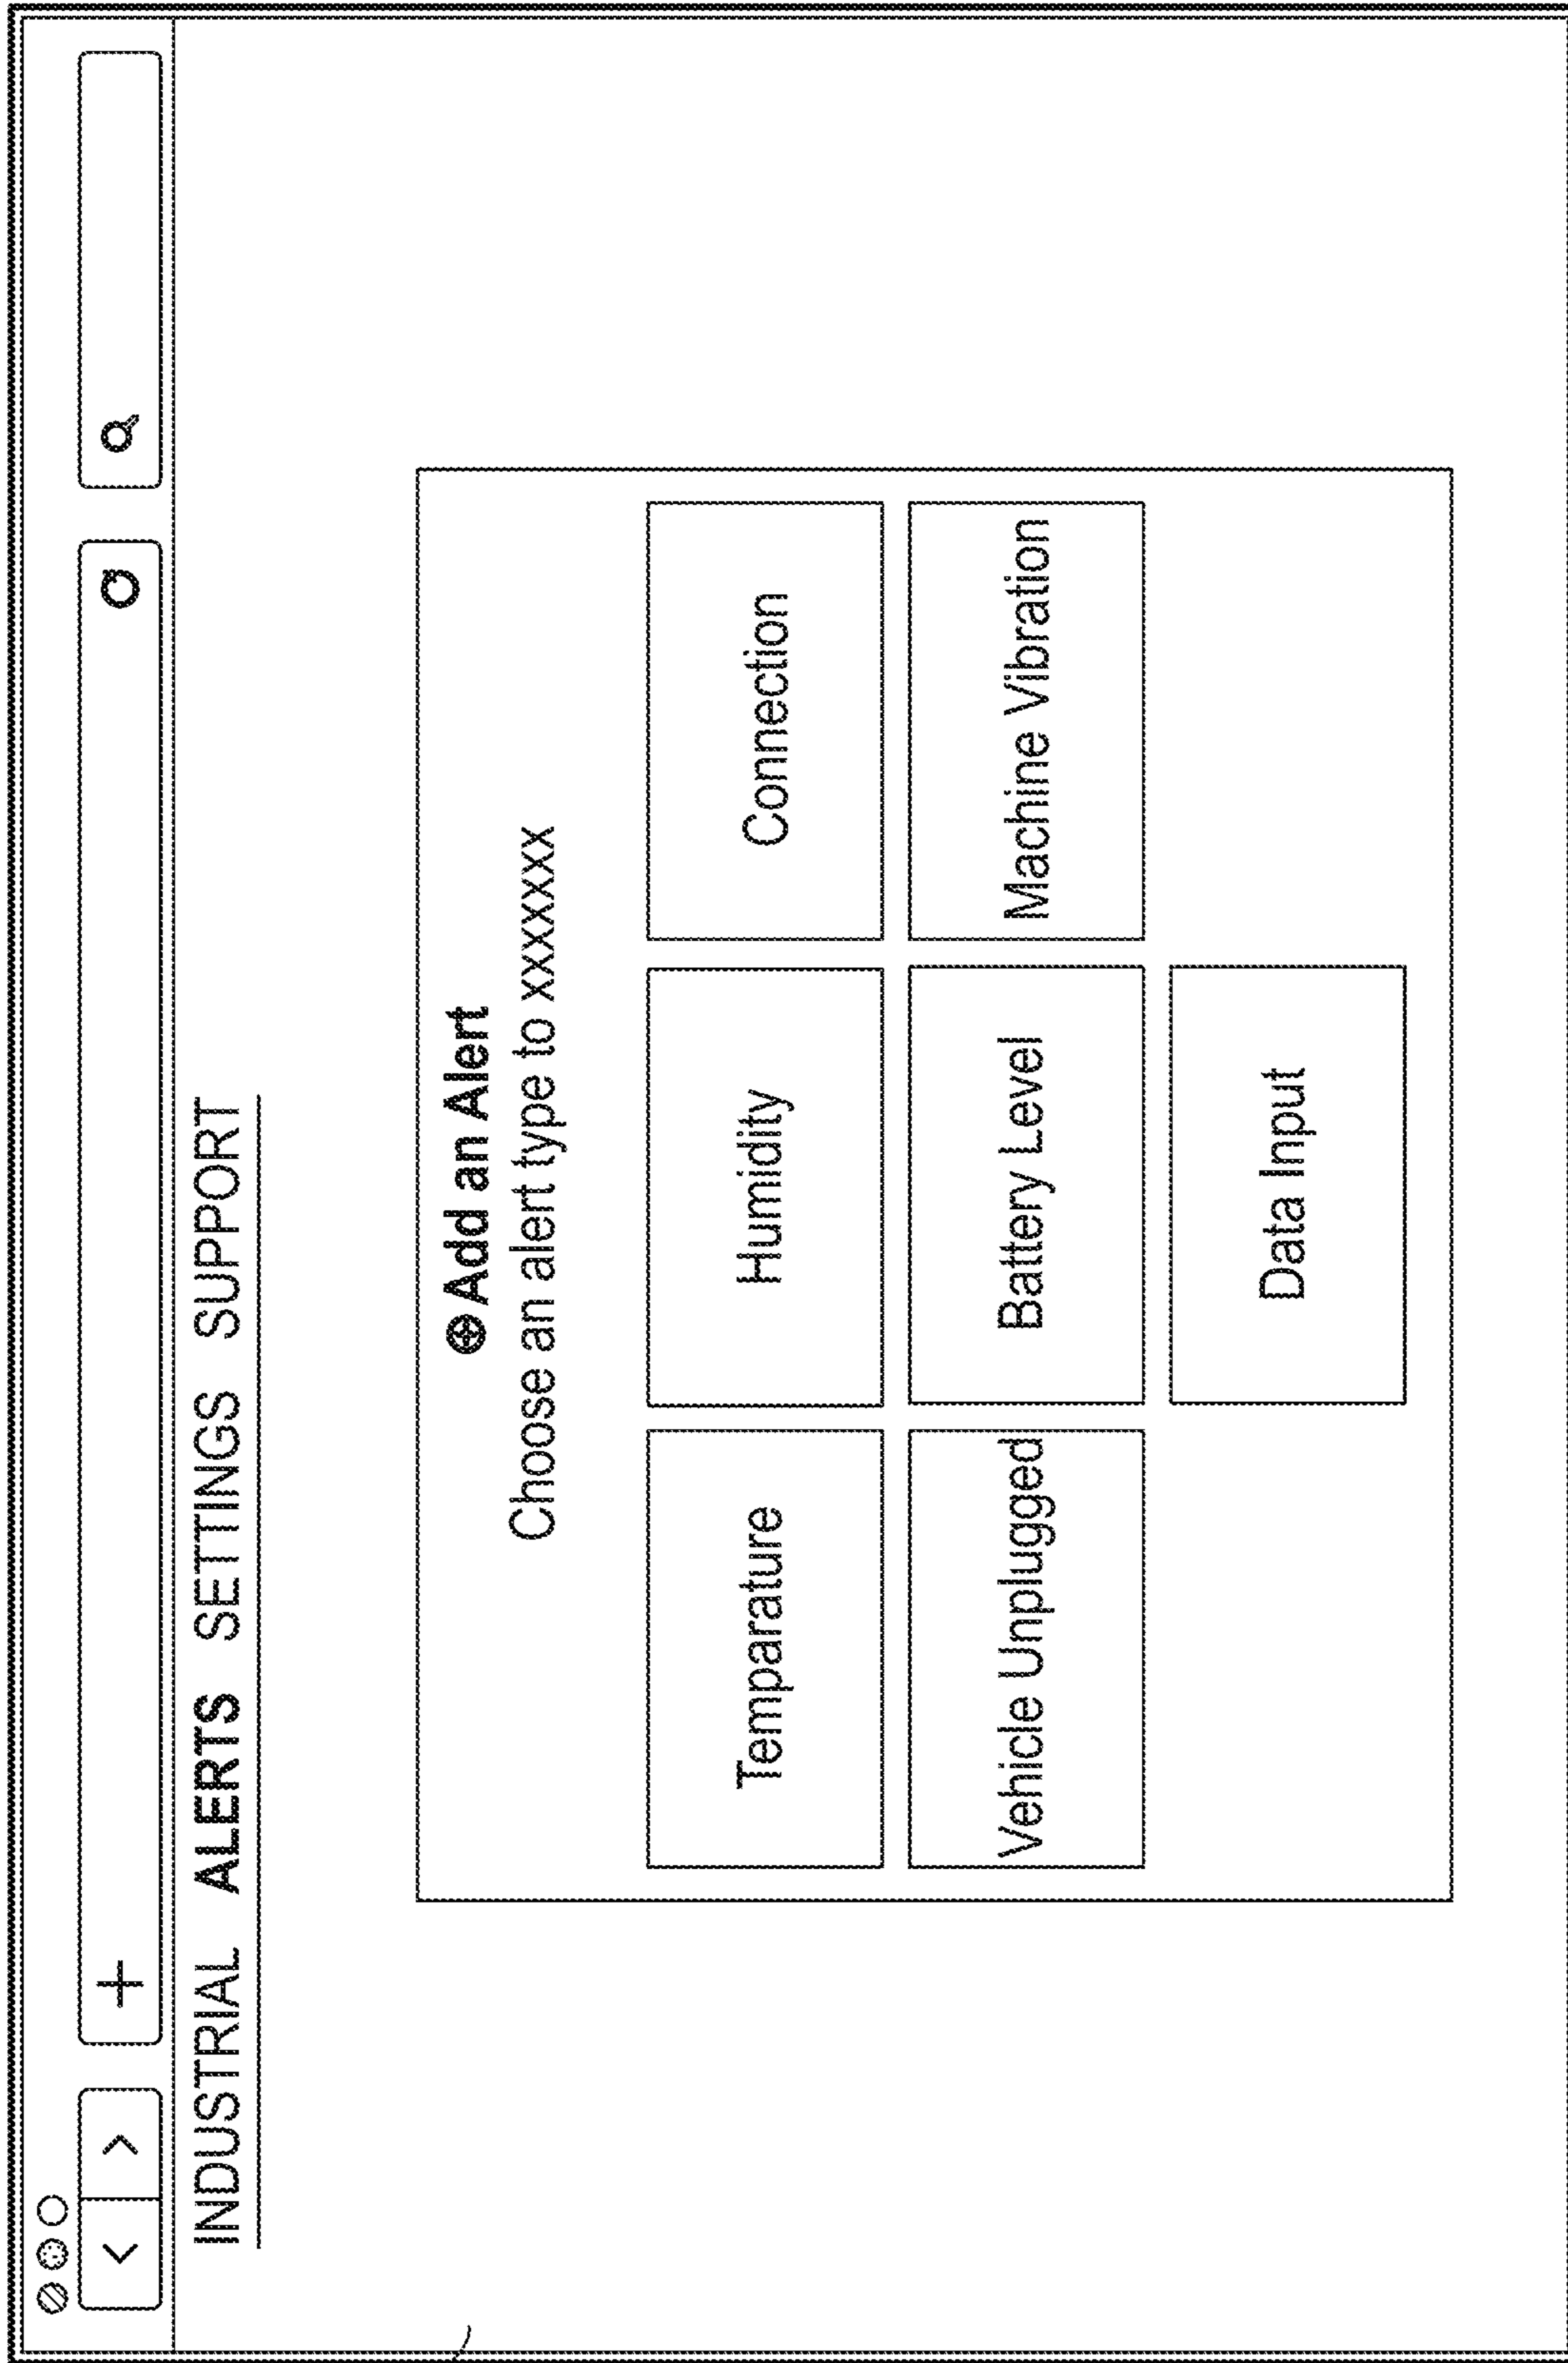 INDUSTRIAL ALERTS SETTINGS SUPPORT
Add an Alert
Choose an alert type to xxxxxx
Temparature Humidity Connection
Vehicle Unplugged Battery Level Machine Vibration
Data Input